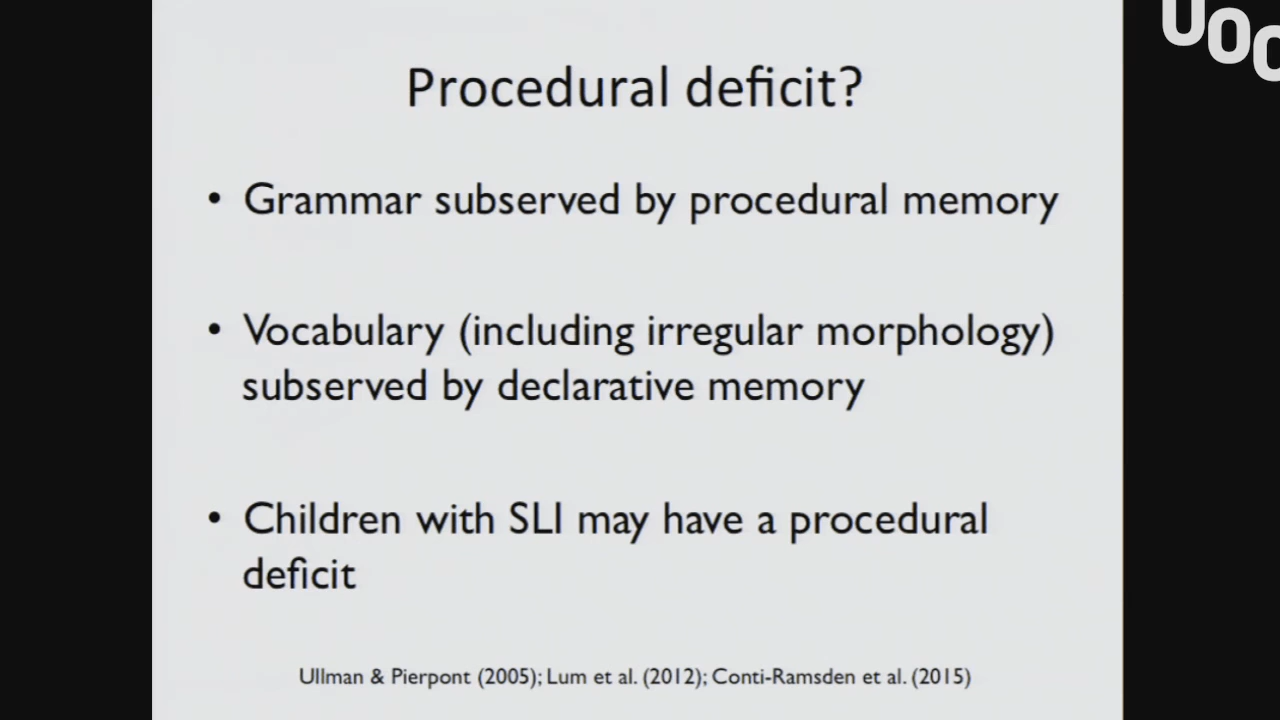 UOC
Procedural deficit?
• Grammar subserved by procedural memory
• Vocabulary (including irregular morphology)
subserved by declarative memory
• Children with SLI may have a procedural
deficit
Ullman & Pierpont (2005); Lum et al. (2012); Conti-Ramsden et al. (2015)